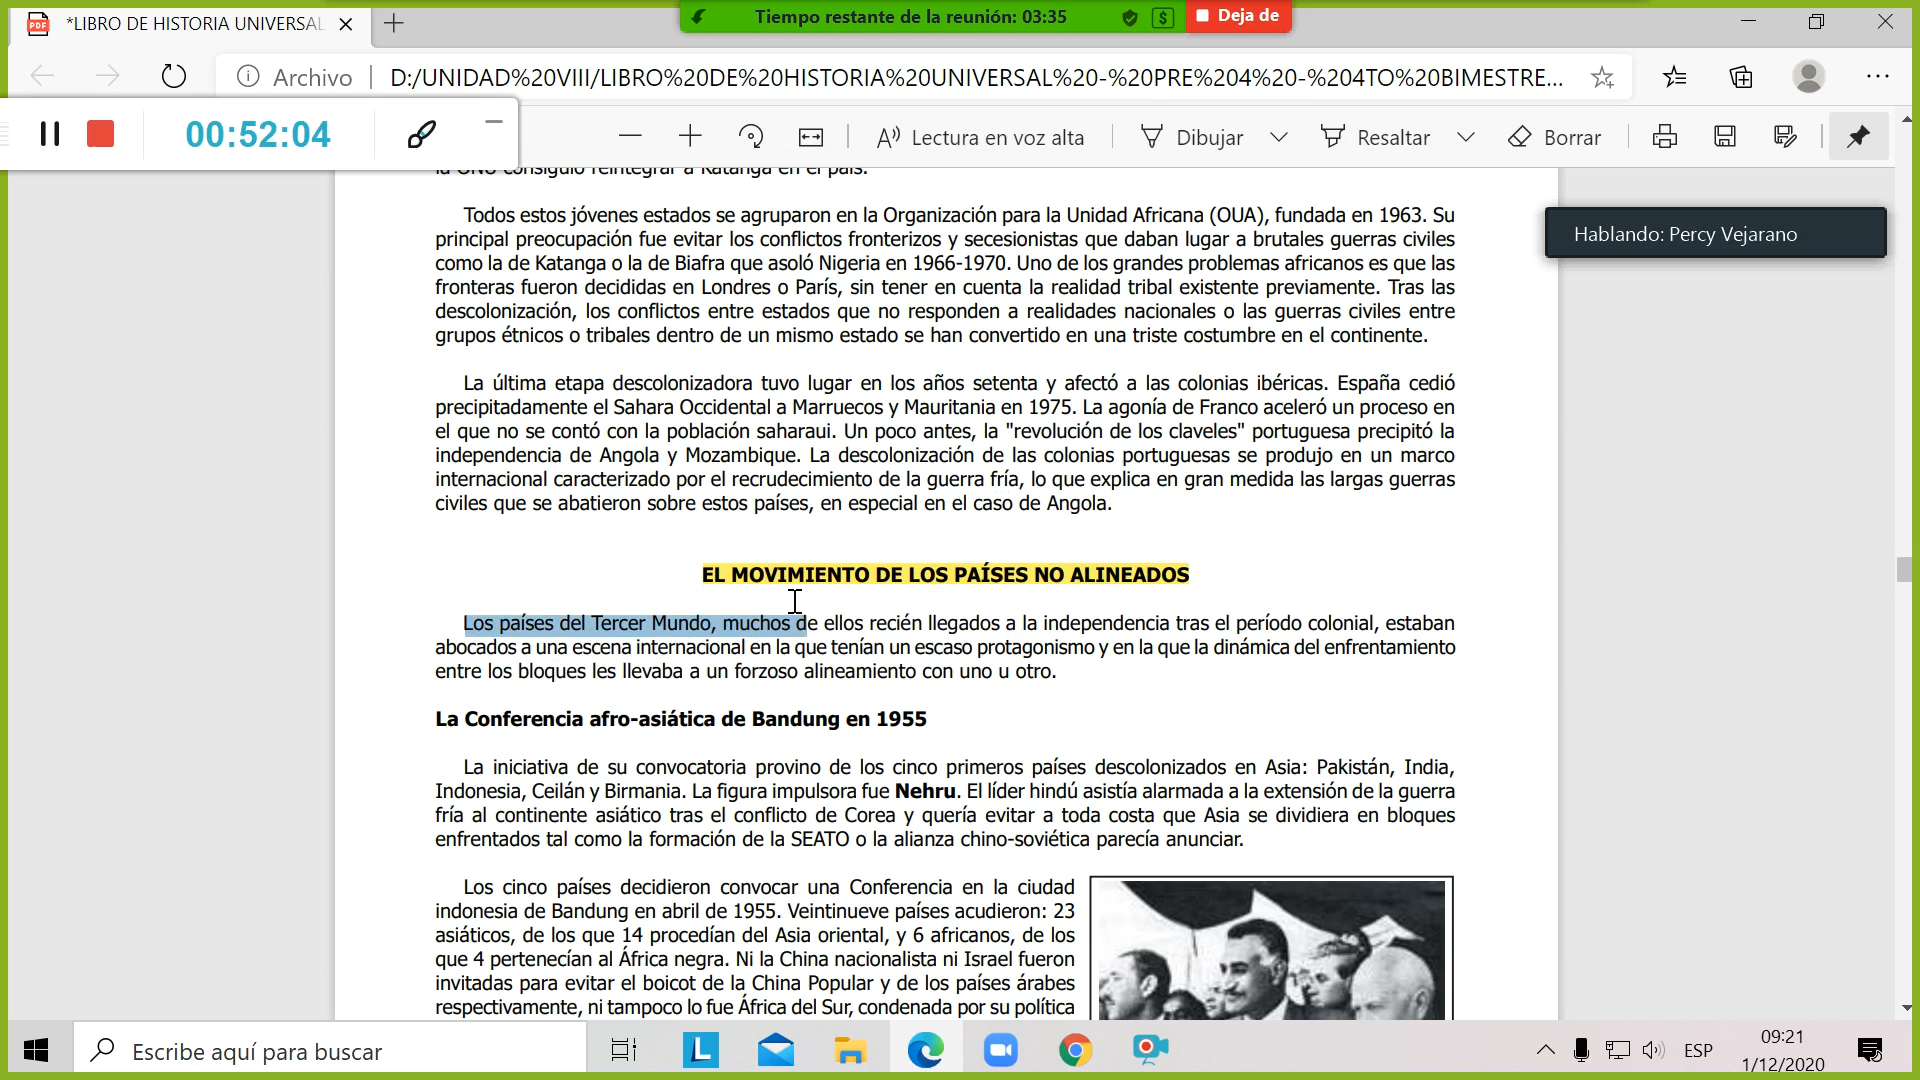 *LIBRO DE HISTORIA UNIVERSAL
Tiempo restante de la reunión: 03:35
Deja de
Archivo
D:/UNIDAD%20VIII/LIBRO%20DE%20HISTORIA%20UNIVERSAL%20-%20PRE%204%20-%204TO%20BIMESTRE...
00:52:04
Lectura en voz alta
Dibujar
Resaltar
Borrar
la ONU consiguió reintegrar a Katanga en el país.
Hablando: Percy Vejarano
Todos estos jóvenes estados se agruparon en la Organización para la Unidad Africana (OUA), fundada en 1963. Su
principal preocupación fue evitar los conflictos fronterizos y secesionistas que daban lugar a brutales guerras civiles
como la de Katanga o la de Biafra que asoló Nigeria en 1966-1970. Uno de los grandes problemas africanos es que las
fronteras fueron decididas en Londres o París, sin tener en cuenta la realidad tribal existente previamente. Tras las
descolonización, los conflictos entre estados que no responden a realidades nacionales o las guerras civiles entre
grupos étnicos o tribales dentro de un mismo estado se han convertido en una triste costumbre en el continente.
La última etapa descolonizadora tuvo lugar en los años setenta y afectó a las colonias ibéricas. España cedió
precipitadamente el Sahara Occidental a Marruecos y Mauritania en 1975. La agonía de Franco aceleró un proceso en
el que no se contó con la población saharaui. Un poco antes, la "revolución de los claveles" portuguesa precipitó la
independencia de Angola y Mozambique. La descolonización de las colonias portuguesas se produjo en un marco
internacional caracterizado por el recrudecimiento de la guerra fría, lo que explica en gran medida las largas guerras
civiles que se abatieron sobre estos países, en especial en el caso de Angola.
EL MOVIMIENTO DE LOS PAÍSES NO ALINEADOS
Los países del Tercer Mundo, muchos de ellos recién llegados a la independencia tras el período colonial, estaban
abocados a una escena internacional en la que tenían un escaso protagonismo y en la que la dinámica del enfrentamiento
entre los bloques les llevaba a un forzoso alineamiento con uno u otro.
La Conferencia afro-asiática de Bandung en 1955
La iniciativa de su convocatoria provino de los cinco primeros países descolonizados en Asia: Pakistán, India,
Indonesia, Ceilán y Birmania. La figura impulsora fue Nehru. El líder hindú asistía alarmada a la extensión de la guerra
fría al continente asiático tras el conflicto de Corea y quería evitar a toda costa que Asia se dividiera en bloques
enfrentados tal como la formación de la SEATO o la alianza chino-soviética parecía anunciar.
Los cinco países decidieron convocar una Conferencia en la ciudad
indonesia de Bandung en abril de 1955. Veintinueve países acudieron: 23
asiáticos, de los que 14 procedían del Asia oriental, y 6 africanos, de los
que 4 pertenecían al África negra. Ni la China nacionalista ni Israel fueron
invitadas para evitar el boicot de la China Popular y de los países árabes
respectivamente, ni tampoco lo fue África del Sur, condenada por su política
Escribe aquí para buscar
ESP
09:21
1/12/2020